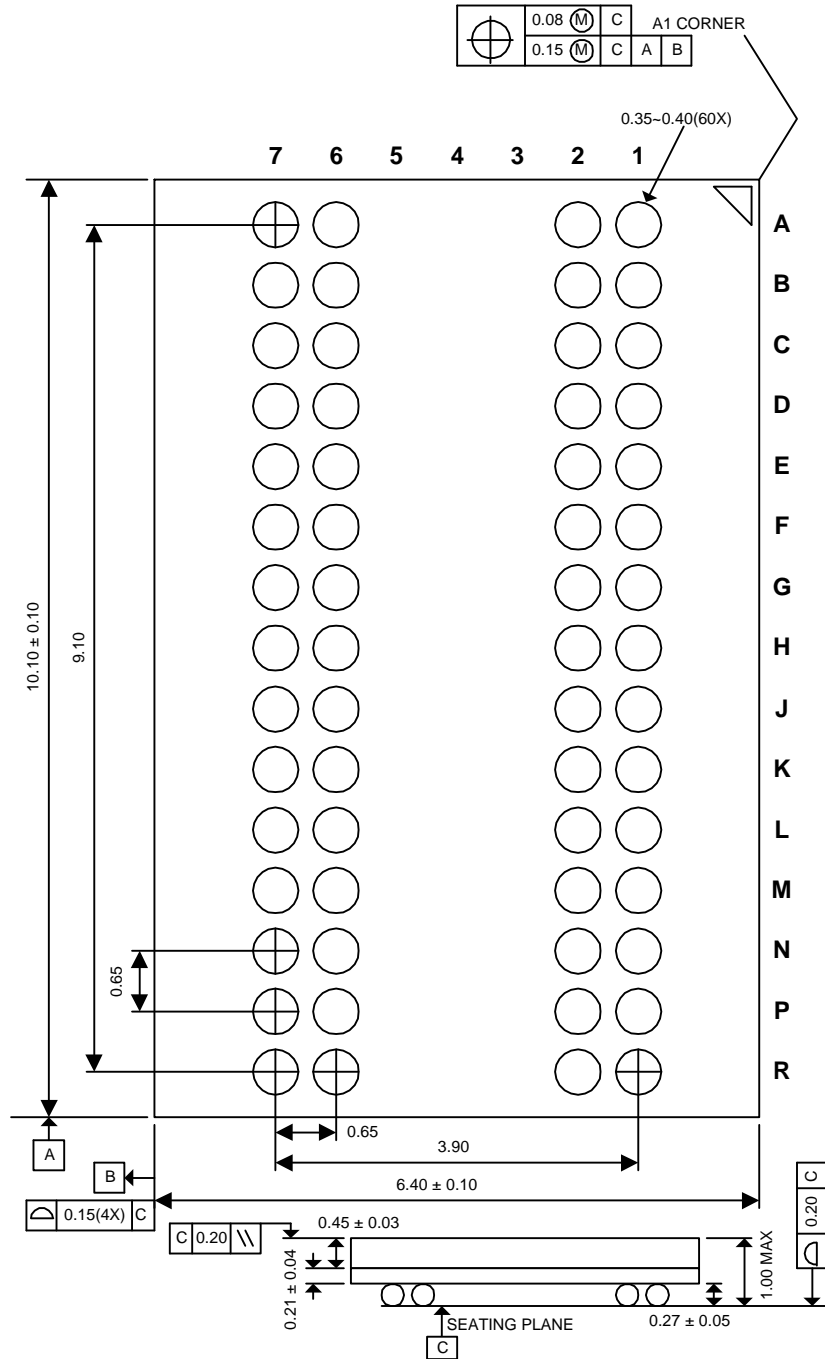 0.08 Ⓜ C
A1 CORNER
0.15 Ⓜ C A B
0.35~0.40(60X)
7 6 5 4 3 2 1
A
B
C
D
E
F
G
H
J
K
L
M
N
P
R
10.10 ± 0.10
9.10
0.65
0.65
3.90
A
B
6.40 ± 0.10
0.15(4X) C
C 0.20
0.45 ± 0.03
0.21 ± 0.04
1.00 MAX
0.20 C
SEATING PLANE
0.27 ± 0.05
C